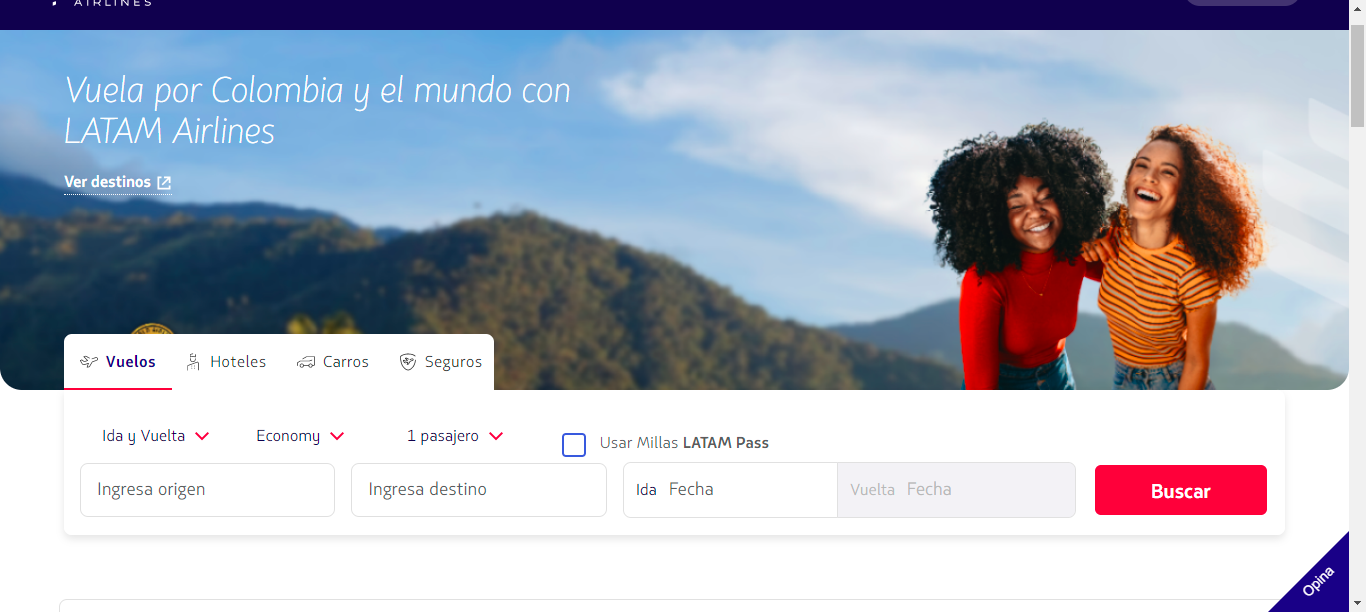 AIRLINES
Vuela por Colombia y el mundo con
LATAM Airlines
Ver destinos
Vuelos Hoteles Carros Seguros
Ida y Vuelta Economy 1 pasajero Usar Millas LATAM Pass
Ingresa origen Ingresa destino Ida Fecha Vuelta Fecha Buscar
Opina